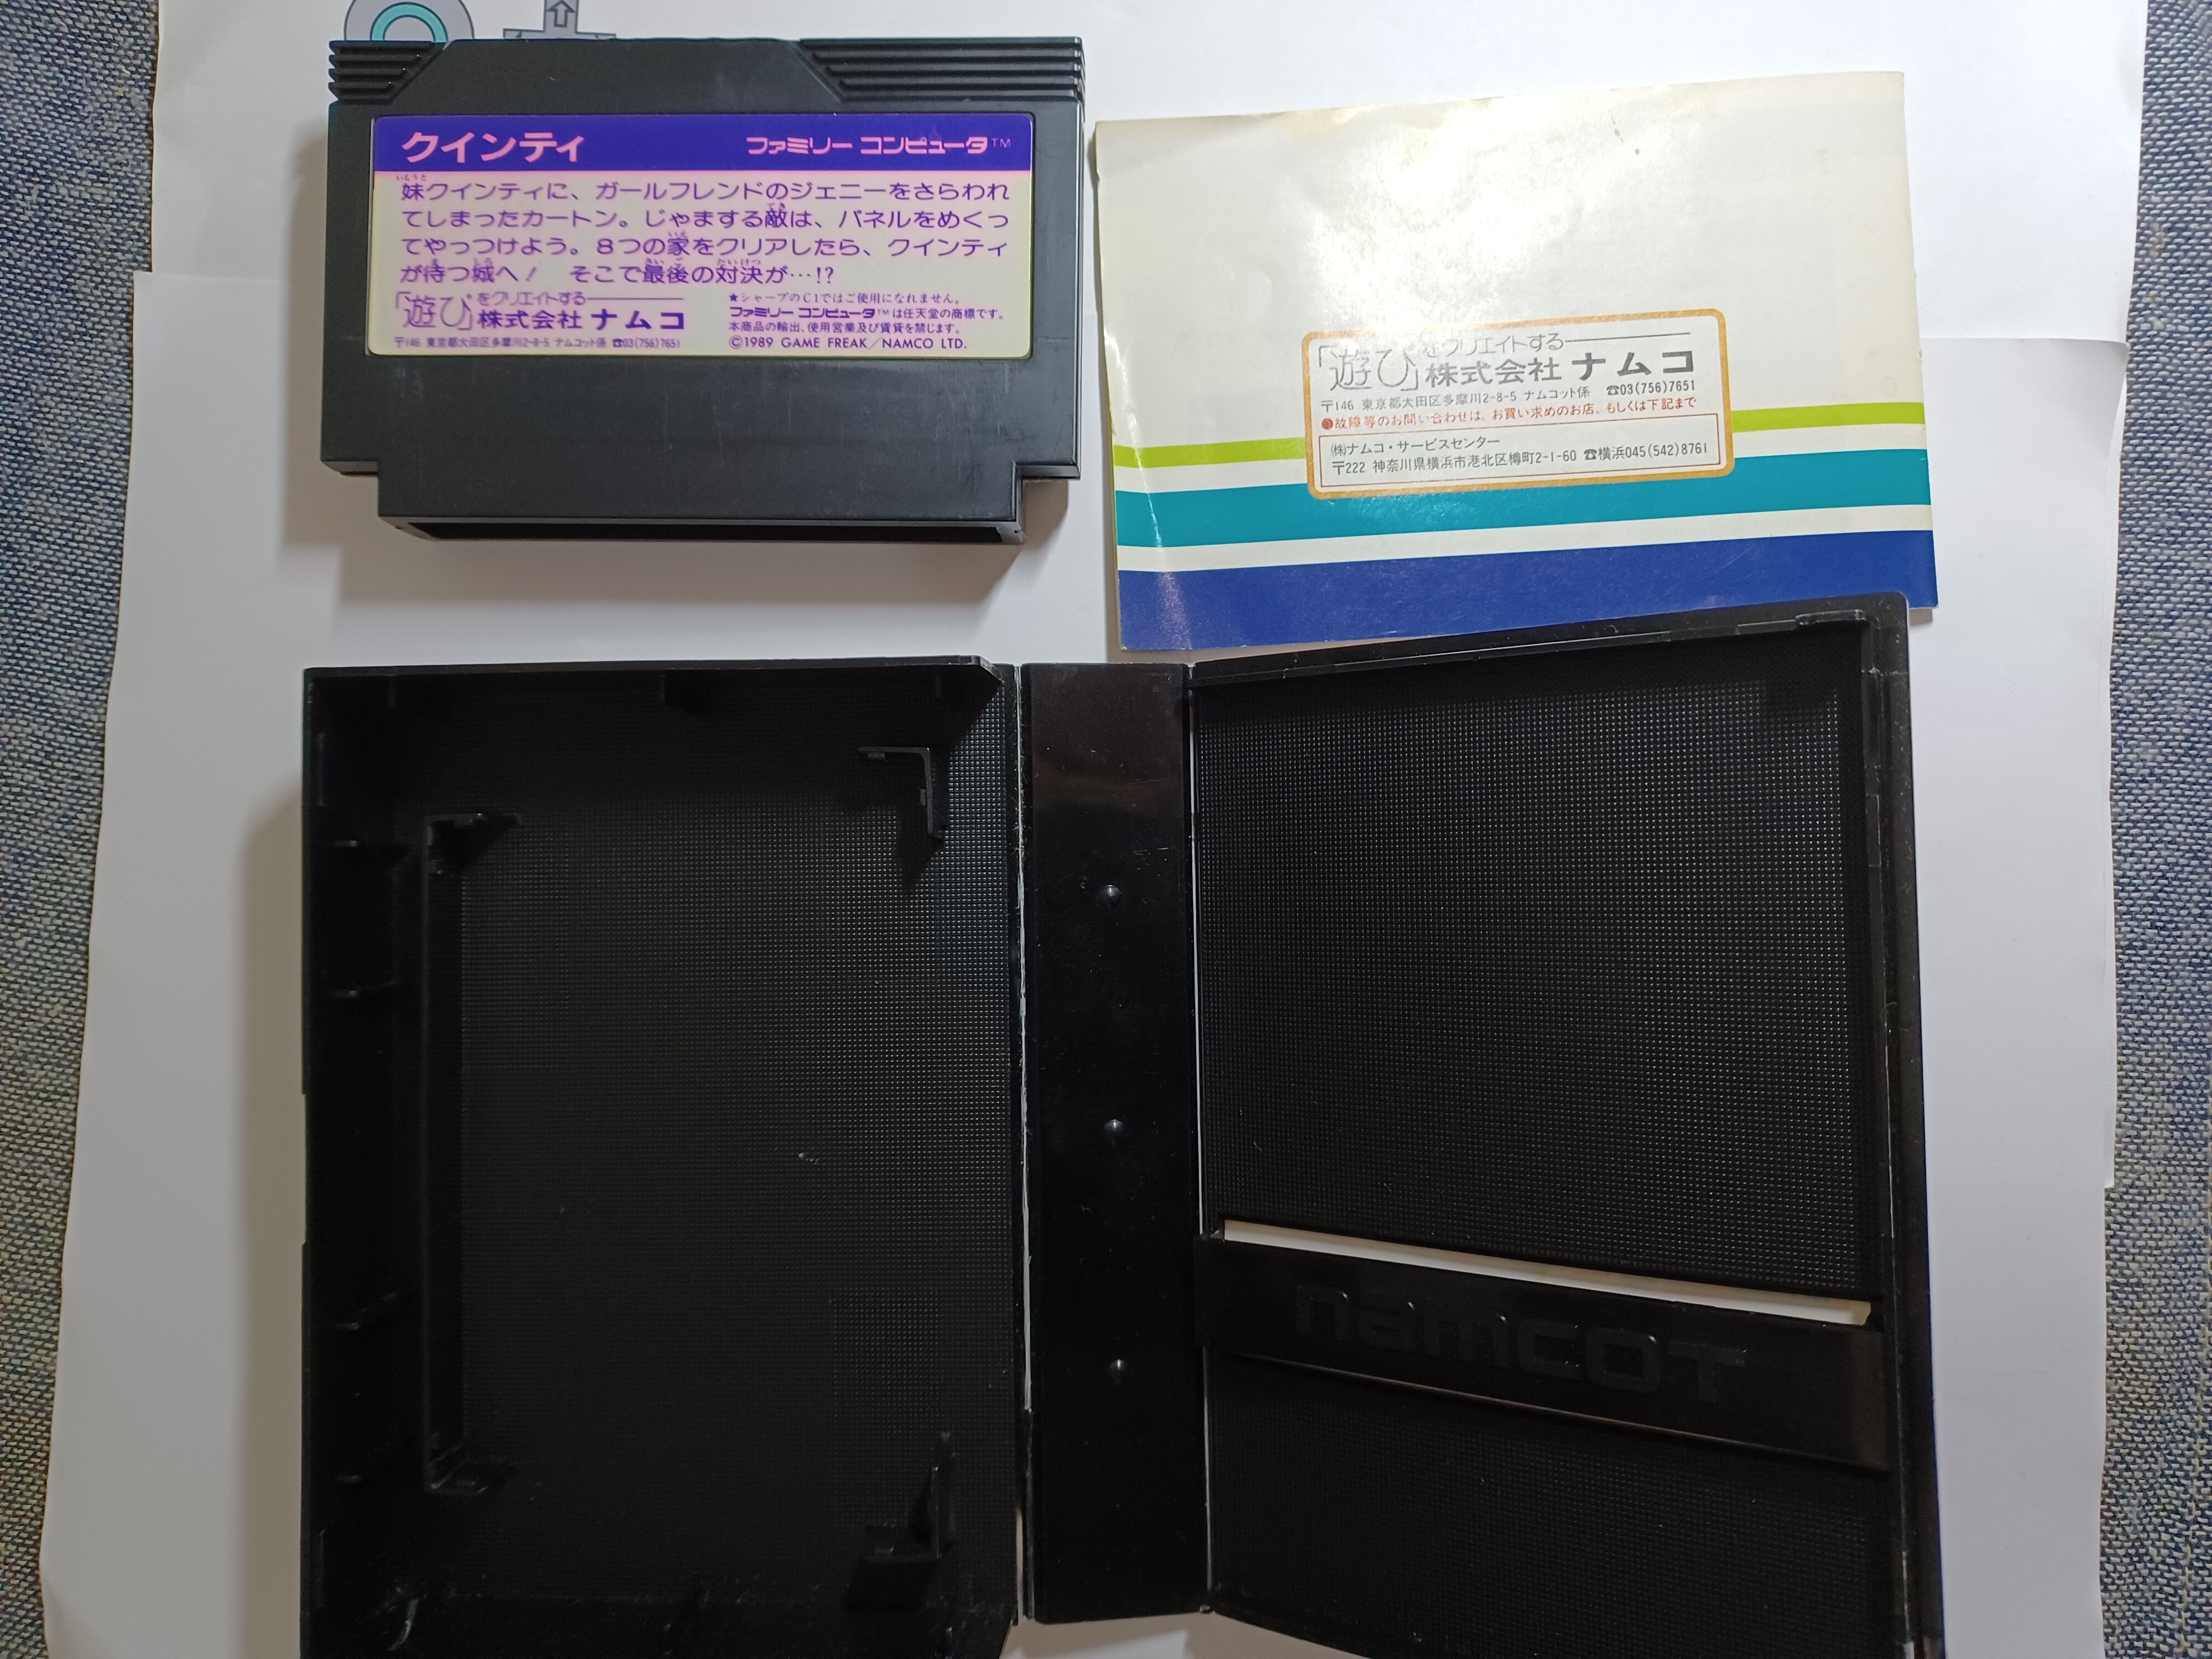 クインティ
ファミリー コンピュータ™
妹クインティに、ガールフレンドのジェニーをさらわれ
てしまったカートン。じゃまする敵は、パネルをめくっ
てやっつけよう。８つの家をクリアしたら、クインティ
が待つ城へ！　そこで最後の対決が…!?
「遊び」をクリエイトする
株式会社 ナムコ
〒146 東京都大田区多摩川2-8-5 ナムコット係 ☎03(756)7651
★シャープのC1ではご使用になれません。
ファミリー コンピュータ™は任天堂の商標です。
本商品の輸出、使用営業及び賃貸を禁じます。
©1989 GAME FREAK／NAMCO LTD.
「遊び」をクリエイトする
株式会社 ナムコ
〒146 東京都大田区多摩川2-8-5 ナムコット係 ☎03(756)7651
●故障等のお問い合わせは、お買い求めのお店、もしくは下記まで
㈱ナムコ・サービスセンター
〒222 神奈川県横浜市港北区樽町2-1-60 ☎横浜045(542)8761
namcot